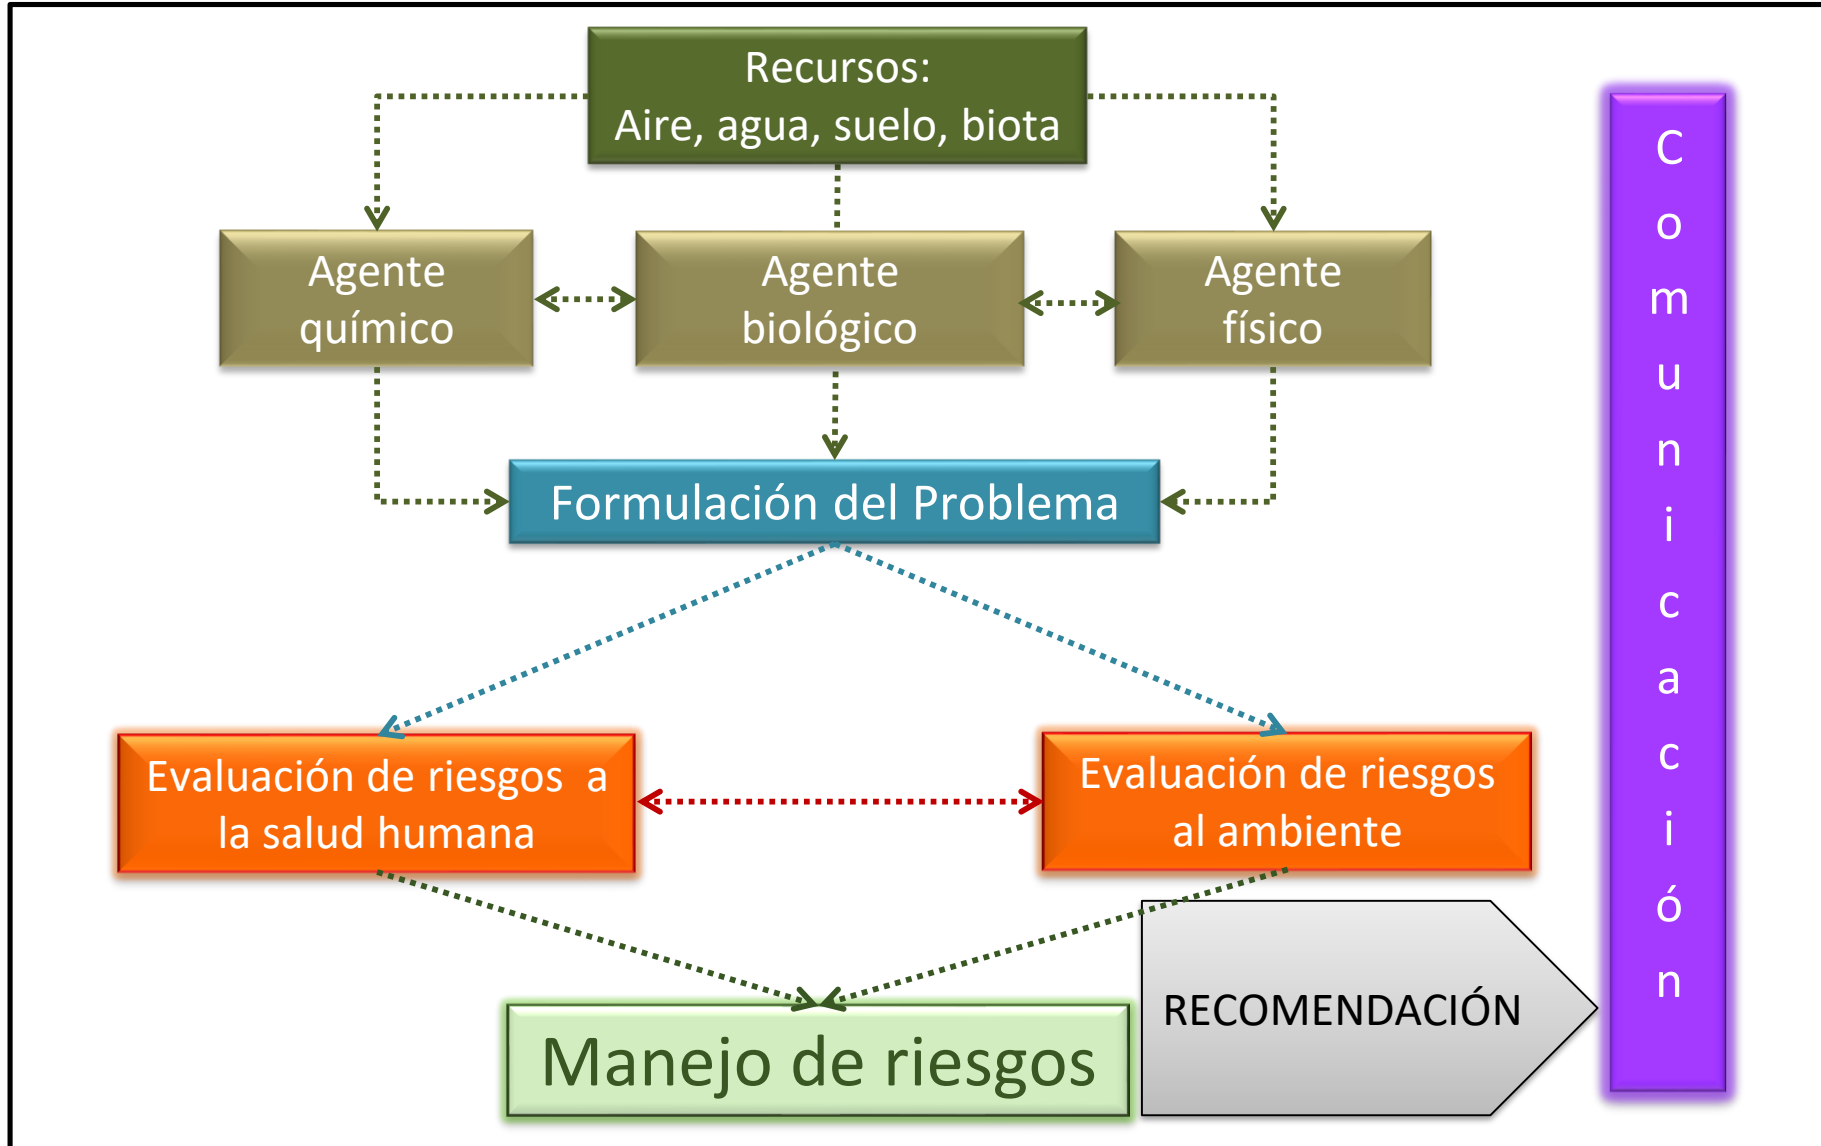 Recursos:
Aire, agua, suelo, biota
Agente
químico
Agente
biológico
Agente
físico
Formulación del Problema
Evaluación de riesgos  a
la salud humana
Evaluación de riesgos
al ambiente
Manejo de riesgos
RECOMENDACIÓN
C
o
m
u
n
i
c
a
c
i
ó
n